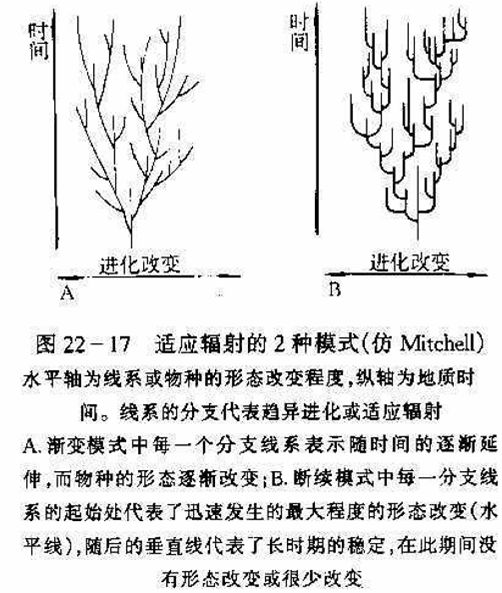 时间
时间
进化改变
进化改变
A
B
图 22-17 适应辐射的 2 种模式(仿 Mitchell)
水平轴为线系或物种的形态改变程度,纵轴为地质时
间。线系的分支代表趋异进化或适应辐射
A. 渐变模式中每一个分支线系表示随时间的逐渐延
伸,而物种的形态逐渐改变;B. 断续模式中每一分支线
系的起始处代表了迅速发生的最大程度的形态改变(水
平线),随后的垂直线代表了长时期的稳定,在此期间没
有形态改变或很少改变